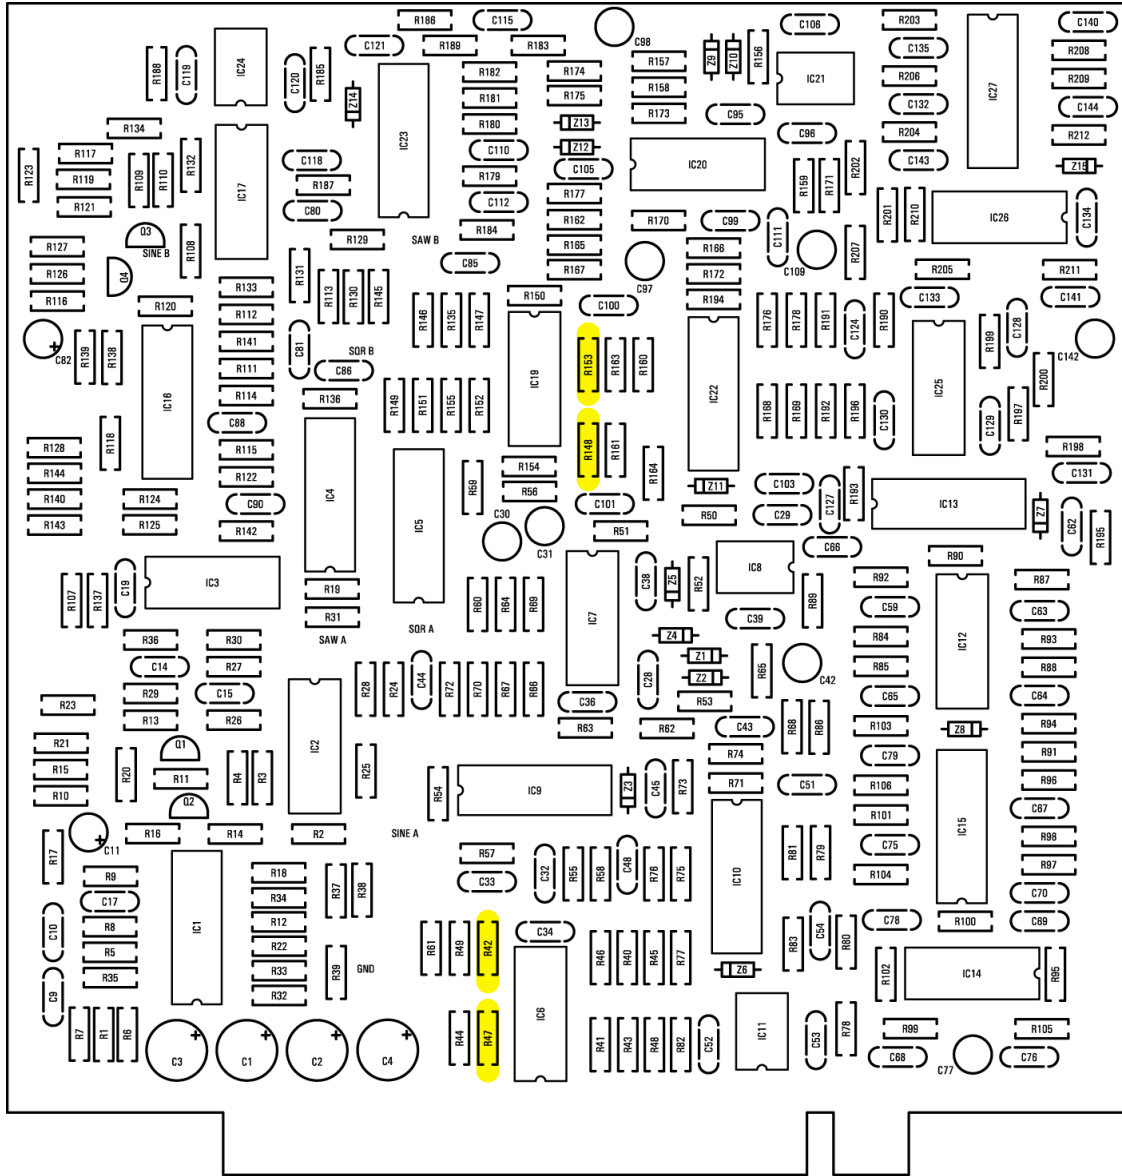 R186 C115 C106 R203 C140
C121 R189 R183 C98 Z9 Z10 R156 C135 R208
R188 C119 IC24 C120 R185 R182 R174 R157 IC21 R206 IC27 R209
Z14 IC23 R181 R175 R158 C95 C132 C144
R134 R180 Z13 R173 C96 R204 R212
R117 R132 IC17 C118 C110 Z12 IC20 R202 C143 Z15
R123 R119 R109 R110 R187 R179 C105 R159 R171
R121 C80 C112 R177 R201 R210 IC26 C134
Q3 R108 R129 SAW B R184 R162 R170 C99 C111 R207
R127 SINE B R165 R166 C109
R126 Q4 R131 C85 R167 C97 R172 R205 R211
R116 R120 R133 R113 R130 R145 R150 C100 R194 C133 C141
C82 R139 R138 R112 R146 R135 R147 R176 R178 R191 C124 R190 R199 C128 C142
R141 C81 SQR B IC19 R153 R163 R160 IC22 IC25 R200
R111 C86
IC16 R114 R136 R149 R151 R155 R152 R168 R169 R192 R196 C130 C129 R197
C88
R128 R118 R115 R148 R161 R198
R144 R122 IC4 IC5 R59 R154 R164 Z11 C103 R193 C131
R140 R124 C90 R56 C101 C29 C127 IC13 Z7 C62
R143 R125 R142 C30 C31 R51 R50 C66 R195
IC3 R90
R107 R137 C19 R19 R60 R64 R69 IC7 C38 Z5 R52 IC8 R89 R92 R87
R31 C39 C59 IC12 C63
R36 R30 SAW A SQR A Z4 R84 R93
C14 R27 Z1 R65 C42 R85 R88
R29 C15 R28 R24 C44 R72 R70 R67 R66 C28 Z2 C65 C64
R23 R13 R26 C36 R53
R21 Q1 IC2 R63 R62 C43 R68 R86 R103 Z8 R94
R15 R20 R11 R4 R3 R25 R74 C79 R91
R10 Q2 R54 IC9 Z3 C45 R73 R71 C51 R106 R96
R16 R14 R2 SINE A R101 IC15 C67
C11 R17 R57 R81 R79 C75 R98
R9 R18 R37 R38 C33 C32 R55 R58 C48 R76 R75 IC10 R104 R97
C17 IC1 R34 C70
C10 R8 R12 R61 R49 R42 C34 C78 R100 C69
R5 R22 R39 GND R46 R40 R45 R77 R83 C54 R80
C9 R35 R33 Z6 R102 IC14 R95
R32 IC6
R7 R1 R6 C3 C1 C2 C4 R44 R47 R41 R43 R48 R82 C52 IC11 C53 R78 R99 R105
C68 C77 C76